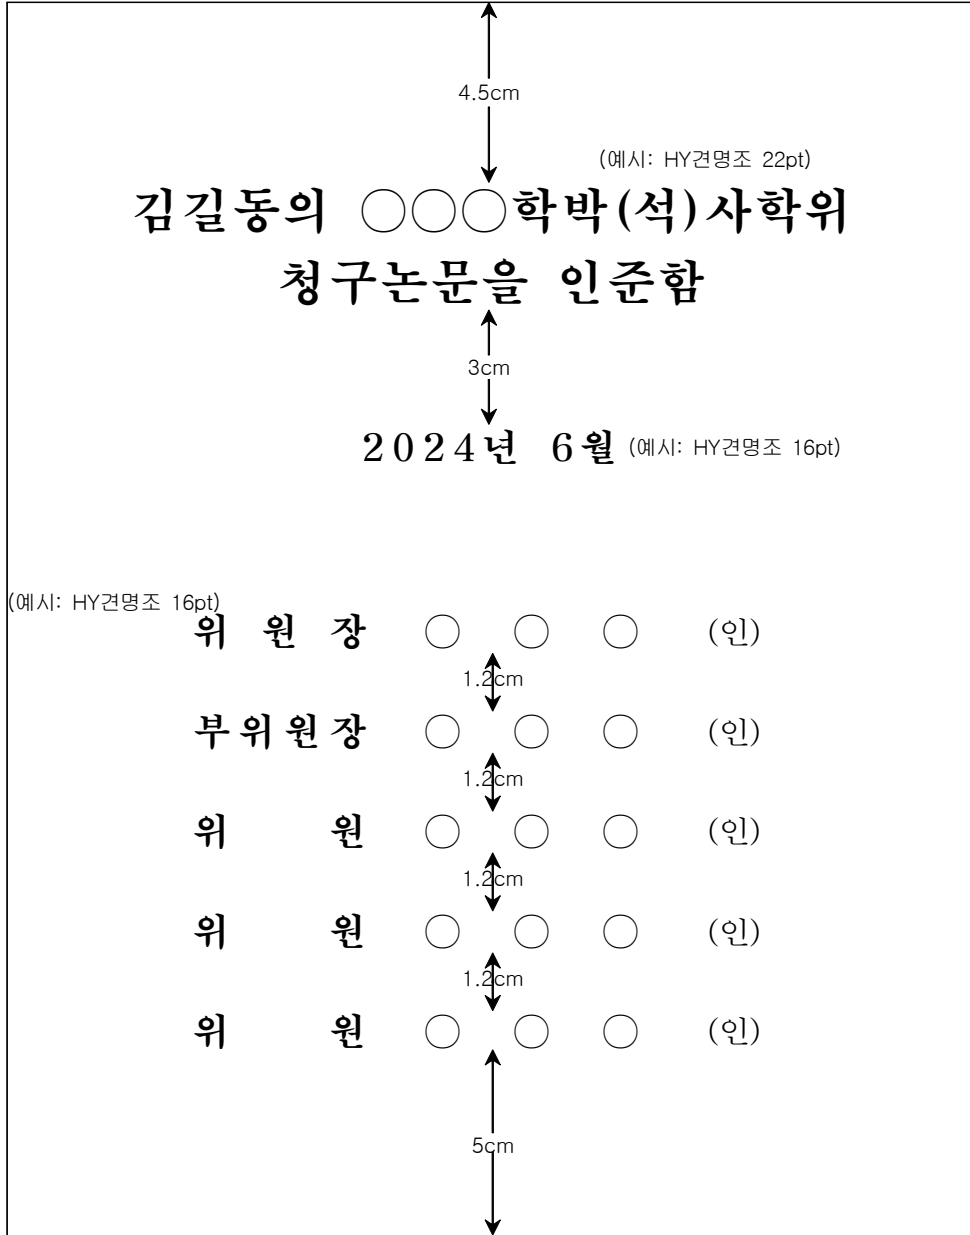 4.5cm
(예시: HY견명조 22pt)
김길동의 ○○○학박(석)사학위
청구논문을 인준함
3cm
2024년 6월 (예시: HY견명조 16pt)
(예시: HY견명조 16pt)
위 원 장 ○ ○ ○ (인)
1.2cm
부위원장 ○ ○ ○ (인)
1.2cm
위 원 ○ ○ ○ (인)
1.2cm
위 원 ○ ○ ○ (인)
1.2cm
위 원 ○ ○ ○ (인)
5cm